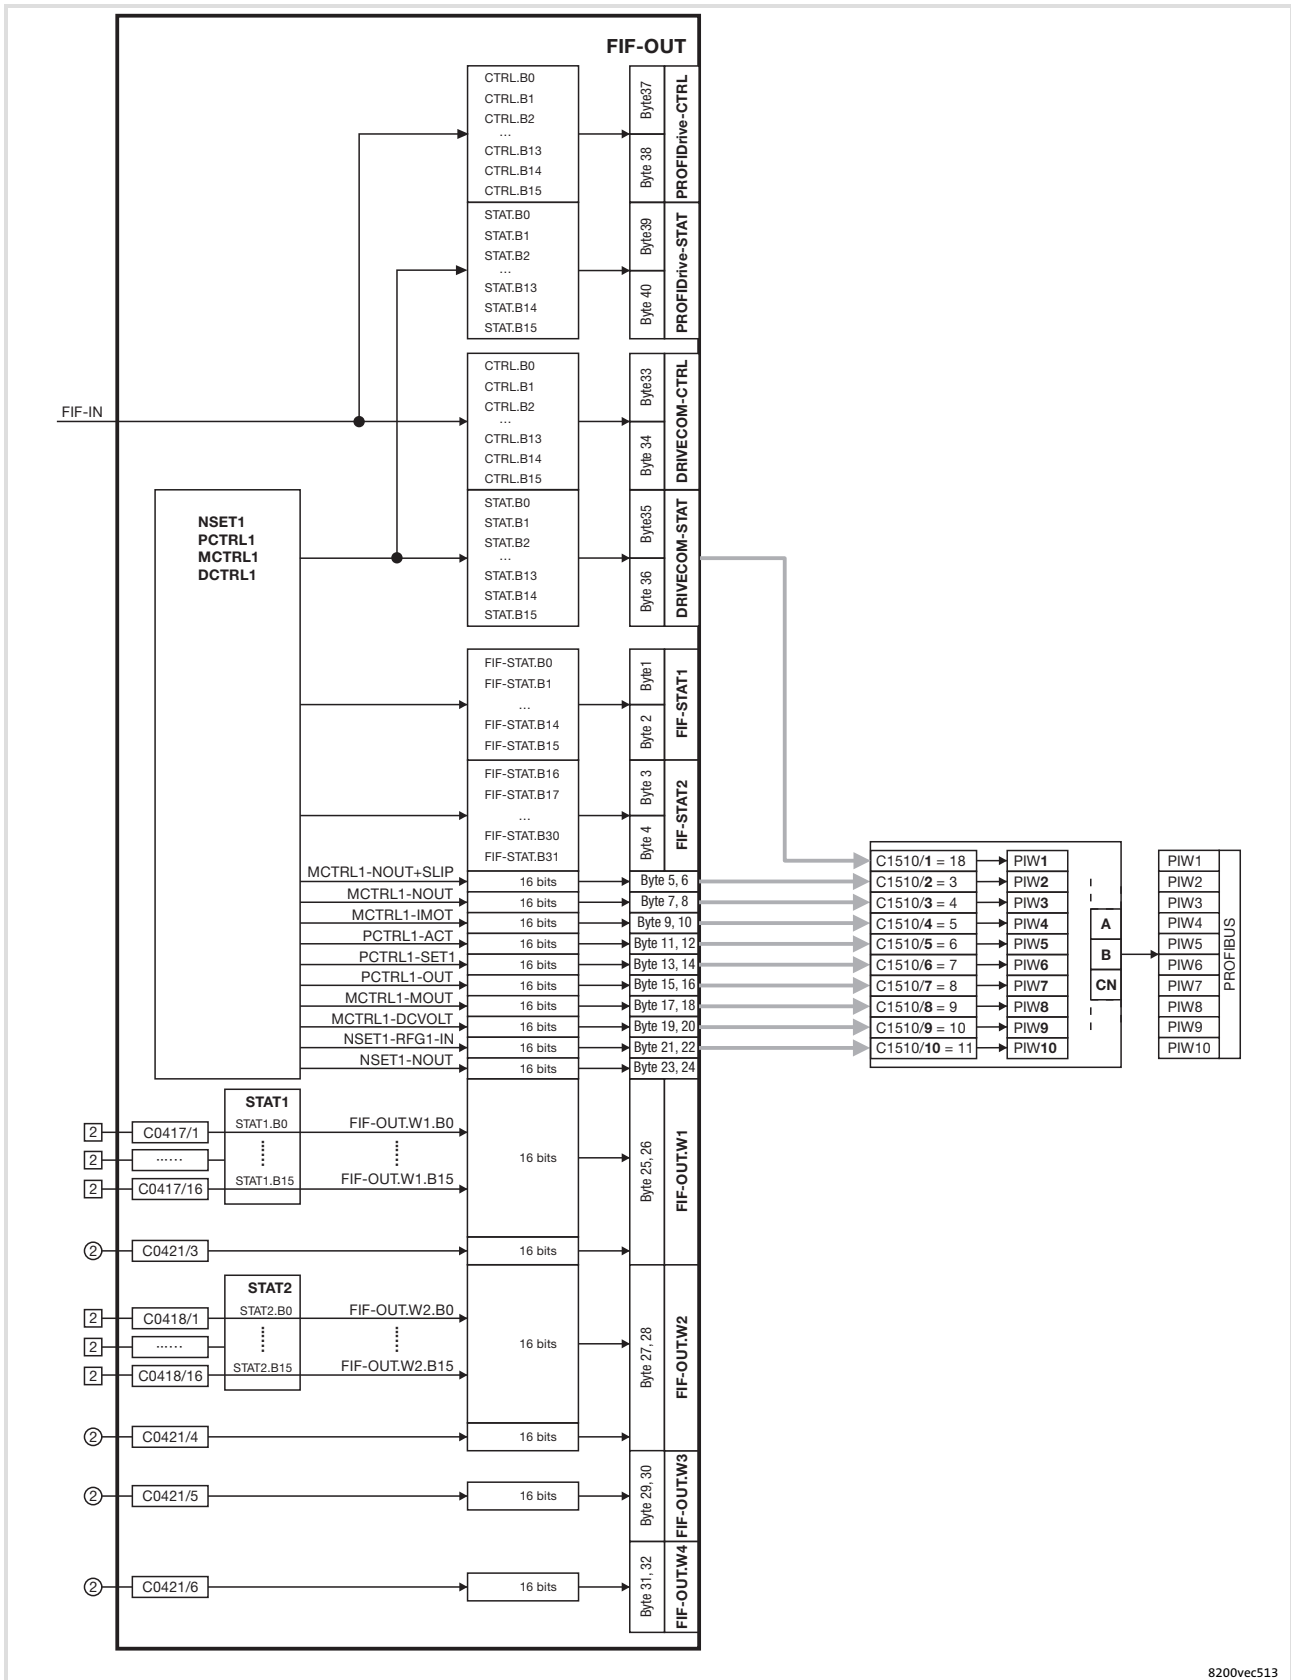 FIF-OUT
CTRL.B0
CTRL.B1
CTRL.B2
...
CTRL.B13
CTRL.B14
CTRL.B15
Byte37
Byte 38
PROFIDrive-CTRL
STAT.B0
STAT.B1
STAT.B2
...
STAT.B13
STAT.B14
STAT.B15
Byte39
Byte 40
PROFIDrive-STAT
FIF-IN
CTRL.B0
CTRL.B1
CTRL.B2
...
CTRL.B13
CTRL.B14
CTRL.B15
Byte33
Byte 34
DRIVECOM-CTRL
NSET1
PCTRL1
MCTRL1
DCTRL1
STAT.B0
STAT.B1
STAT.B2
...
STAT.B13
STAT.B14
STAT.B15
Byte35
Byte 36
DRIVECOM-STAT
FIF-STAT.B0
FIF-STAT.B1
...
FIF-STAT.B14
FIF-STAT.B15
Byte1
Byte 2
FIF-STAT1
FIF-STAT.B16
FIF-STAT.B17
...
FIF-STAT.B30
FIF-STAT.B31
Byte 3
Byte 4
FIF-STAT2
MCTRL1-NOUT+SLIP 16 bits Byte 5, 6
MCTRL1-NOUT 16 bits Byte 7, 8
MCTRL1-IMOT 16 bits Byte 9, 10
PCTRL1-ACT 16 bits Byte 11, 12
PCTRL1-SET1 16 bits Byte 13, 14
PCTRL1-OUT 16 bits Byte 15, 16
MCTRL1-MOUT 16 bits Byte 17, 18
MCTRL1-DCVOLT 16 bits Byte 19, 20
NSET1-RFG1-IN 16 bits Byte 21, 22
NSET1-NOUT 16 bits Byte 23, 24
C1510/1 = 18 PIW1
C1510/2 = 3 PIW2
C1510/3 = 4 PIW3
C1510/4 = 5 PIW4
C1510/5 = 6 PIW5
C1510/6 = 7 PIW6
C1510/7 = 8 PIW7
C1510/8 = 9 PIW8
C1510/9 = 10 PIW9
C1510/10 = 11 PIW10
A
B
CN
PIW1
PIW2
PIW3
PIW4
PIW5
PIW6
PIW7
PIW8
PIW9
PIW10
PROFIBUS
STAT1
2 C0417/1 STAT1.B0 FIF-OUT.W1.B0
2 ......
2 C0417/16 STAT1.B15 FIF-OUT.W1.B15
16 bits
Byte 25, 26
FIF-OUT.W1
2 C0421/3 16 bits
STAT2
2 C0418/1 STAT2.B0 FIF-OUT.W2.B0
2 ......
2 C0418/16 STAT2.B15 FIF-OUT.W2.B15
16 bits
Byte 27, 28
FIF-OUT.W2
2 C0421/4 16 bits
2 C0421/5 16 bits
Byte 29, 30
FIF-OUT.W3
2 C0421/6 16 bits
Byte 31, 32
FIF-OUT.W4
8200vec513